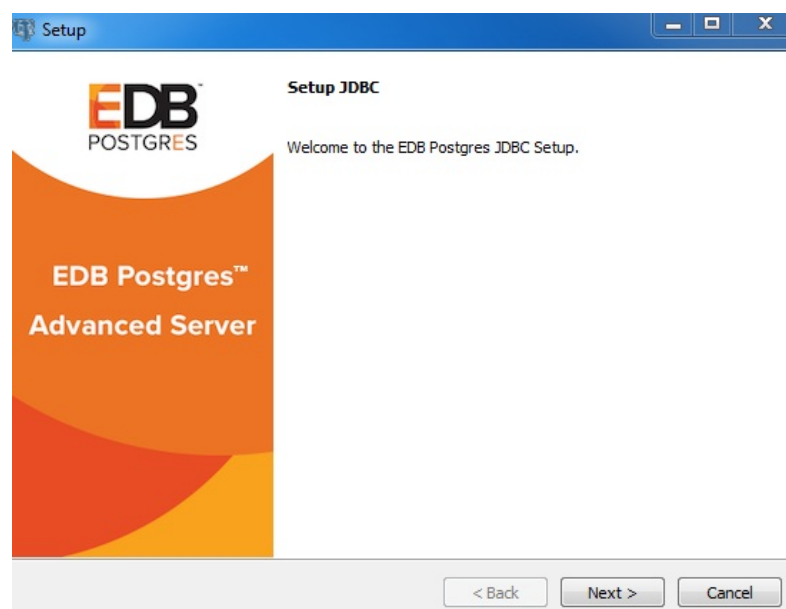 Setup
EDB
POSTGRES
Setup JDBC
Welcome to the EDB Postgres JDBC Setup.
EDB Postgres™
Advanced Server
< Back
Next >
Cancel